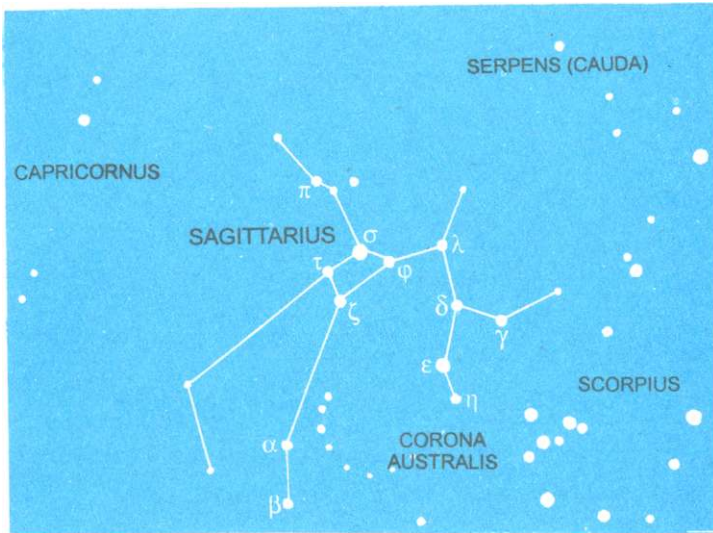 SERPENS (CAUDA)
CAPRICORNUS
π
SAGITTARIUS
σ
λ
τ
φ
ζ
δ
γ
ε
SCORPIUS
η
α
CORONA
AUSTRALIS
β